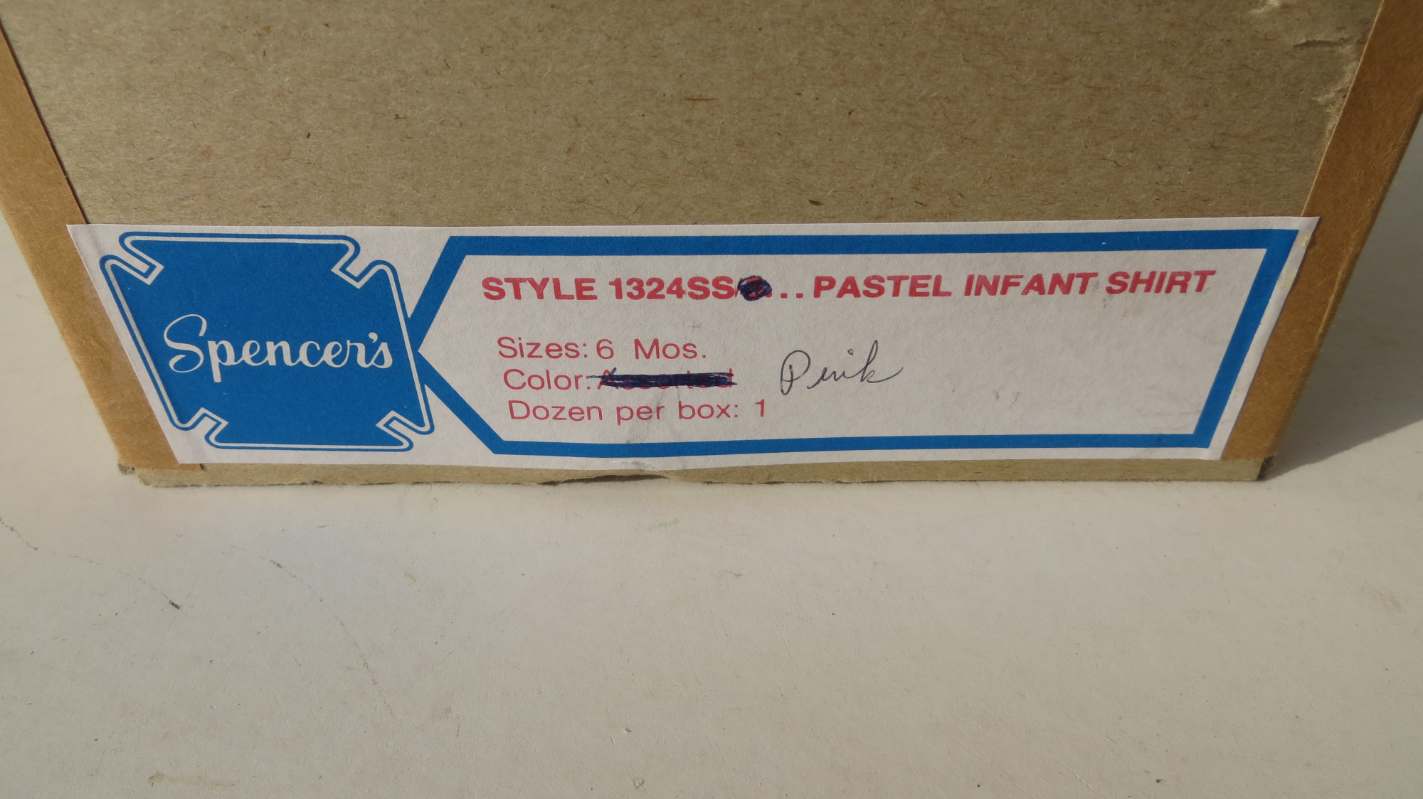 Spencer's
STYLE 1324SS .. PASTEL INFANT SHIRT
Sizes: 6 Mos.
Color: Pink
Dozen per box: 1